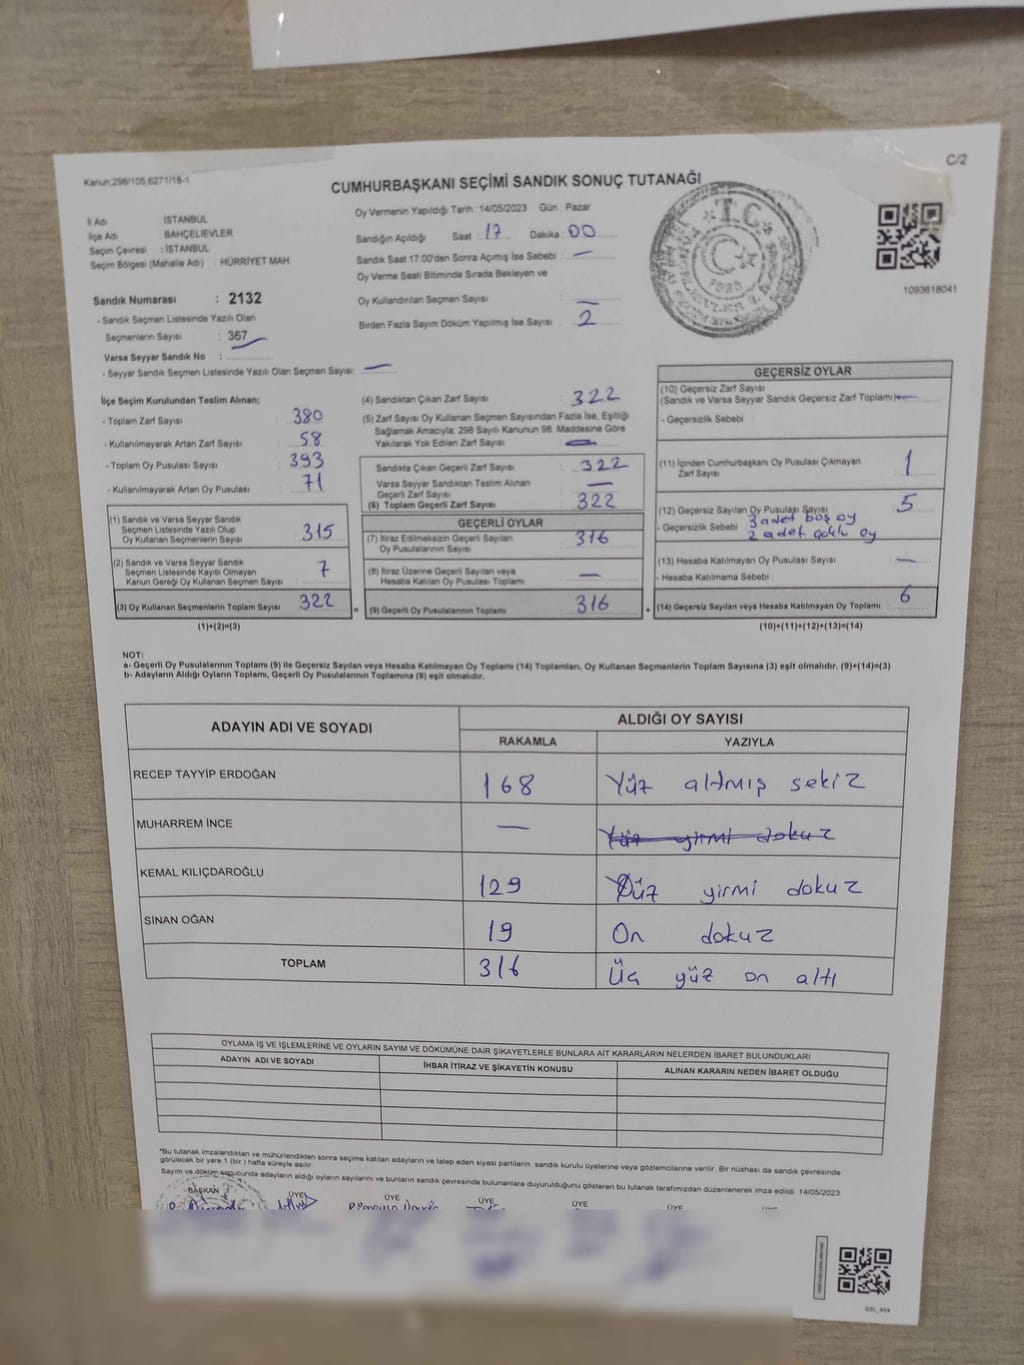 C/2
Kanun:298/105;6271/18-1
CUMHURBAŞKANI SEÇİMİ SANDIK SONUÇ TUTANAĞI
İl Adı : İSTANBUL
İlçe Adı : BAHÇELİEVLER
Seçim Çevresi : İSTANBUL
Seçim Bölgesi (Mahalle Adı) : HÜRRİYET MAH.
Sandık Numarası : 2132
- Sandık Seçmen Listesinde Yazılı Olan
Seçmenlerin Sayısı : 367
Varsa Seyyar Sandık No :
- Seyyar Sandık Seçmen Listesinde Yazılı Olan Seçmen Sayısı: —
Oy Vermenin Yapıldığı Tarih : 14/05/2023 Gün : Pazar
Sandığın Açıldığı Saat : 17 Dakika : 00
Sandık Saat 17:00'den Sonra Açımış İse Sebebi : —
Oy Verme Saati Bitiminde Sırada Bekleyen ve
Oy Kullandırılan Seçmen Sayısı : —
Birden Fazla Sayım Döküm Yapılmış İse Sayısı : 2
T.C.
1093618041
İlçe Seçim Kurulundan Teslim Alınan;
- Toplam Zarf Sayısı : 380
- Kullanılmayarak Artan Zarf Sayısı : 58
- Toplam Oy Pusulası Sayısı : 393
- Kullanılmayarak Artan Oy Pusulası : 71
(1) Sandık ve Varsa Seyyar Sandık
Seçmen Listesinde Yazılı Olup
Oy Kullanan Seçmenlerin Sayısı : 315
(2) Sandık ve Varsa Seyyar Sandık
Seçmen Listesinde Kayıtlı Olmayan
Kanun Gereği Oy Kullanan Seçmen Sayısı : 7
(3) Oy Kullanan Seçmenlerin Toplam Sayısı : 322
(1)+(2)=(3)
(4) Sandıktan Çıkan Zarf Sayısı : 322
(5) Zarf Sayısı Oy Kullanan Seçmen Sayısından Fazla İse, Eşitliği
Sağlamak Amacıyla, 298 Sayılı Kanunun 98. Maddesine Göre
Yakılarak Yok Edilen Zarf Sayısı : —
Sandıkta Çıkan Geçerli Zarf Sayısı : 322
Varsa Seyyar Sandıktan Teslim Alınan
Geçerli Zarf Sayısı : —
(6) Toplam Geçerli Zarf Sayısı : 322
GEÇERLİ OYLAR
(7) İtiraz Edilmeksizin Geçerli Sayılan
Oy Pusulalarının Sayısı : 316
(8) İtiraz Üzerine Geçerli Sayılan veya
Hesaba Katılan Oy Pusulası Toplamı : —
(9) Geçerli Oy Pusulalarının Toplamı : 316
GEÇERSİZ OYLAR
(10) Geçersiz Zarf Sayısı
(Sandık ve Varsa Seyyar Sandık Geçersiz Zarf Toplamı) —
- Geçersizlik Sebebi :
(11) İçinden Cumhurbaşkanı Oy Pusulası Çıkmayan
Zarf Sayısı : 1
(12) Geçersiz Sayılan Oy Pusulası Sayısı : 5
- Geçersizlik Sebebi : 3 adet boş oy
2 adet çoklu oy
(13) Hesaba Katılmayan Oy Pusulası Sayısı : —
- Hesaba Katılmama Sebebi :
(14) Geçersiz Sayılan veya Hesaba Katılmayan Oy Toplamı : 6
(10)+(11)+(12)+(13)=(14)
NOT:
a- Geçerli Oy Pusulalarının Toplamı (9) ile Geçersiz Sayılan veya Hesaba Katılmayan Oy Toplamı (14) Toplamları, Oy Kullanan Seçmenlerin Toplam Sayısına (3) eşit olmalıdır. (9)+(14)=(3)
b- Adayların Aldığı Oyların Toplamı, Geçerli Oy Pusulalarının Toplamına (9) eşit olmalıdır.
ADAYIN ADI VE SOYADI ALDIĞI OY SAYISI
RAKAMLA YAZIYLA
RECEP TAYYİP ERDOĞAN 168 Yüz altmış sekiz
MUHARREM İNCE — Yüz yirmi dokuz
KEMAL KILIÇDAROĞLU 129 Yüz yirmi dokuz
SİNAN OĞAN 19 On dokuz
TOPLAM 316 Üç yüz on altı
OYLAMA İŞ VE İŞLEMLERİNE VE OYLARIN SAYIM VE DÖKÜMÜNE DAİR ŞİKAYETLERLE BUNLARA AİT KARARLARIN NELERDEN İBARET BULUNDUKLARI
ADAYIN ADI VE SOYADI İHBAR İTİRAZ VE ŞİKAYETİN KONUSU ALINAN KARARIN NEDEN İBARET OLDUĞU
*Bu tutanak imzalandıktan ve mühürlendikten sonra seçime katılan adayların ve talep eden siyasi partilerin sandık kurulu üyelerine veya gözlemcilerine verilir. Bir nüshası da sandık çevresinde
görülecek bir yere 1 (bir) hafta süreyle asılır.
Sayım ve döküm sonucunda adayların aldığı oyların sayılarını ve bunların sandık çevresinde bulunanlara duyurulduğunu gösteren bu tutanak tarafımızdan düzenlenerek imza edildi. 14/05/2023
BAŞKAN ÜYE ÜYE ÜYE ÜYE ÜYE ÜYE